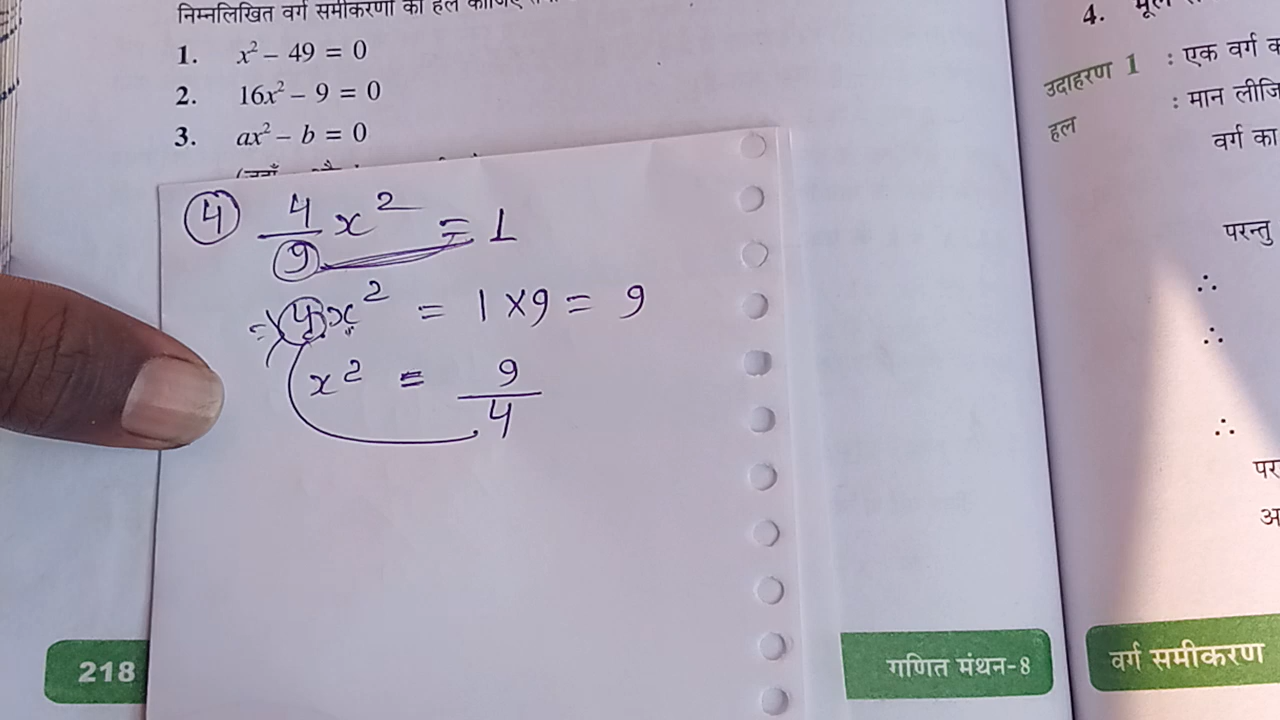 निम्नलिखित वर्ग समीकरणों को हल कीजिए
1. x² – 49 = 0
2. 16x² – 9 = 0
3. ax² – b = 0
④ 4/9 x² = 1
⇒ 4x² = 1 × 9 = 9
x² = 9/4
218
गणित मंथन-8
4. मूल
उदाहरण 1 : एक वर्ग
हल : मान
वर्ग का
परन्तु
∴
∴
∴
वर्ग समीकरण